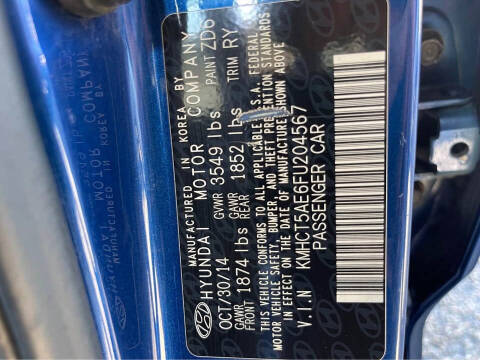 MANUFACTURED IN KOREA BY
HYUNDAI MOTOR COMPANY
OCT/30/14 GVWR 3549 lbs PAINT ZD6
GAWR FRONT 1874 lbs GAWR REAR 1852 lbs TRIM RY
THIS VEHICLE CONFORMS TO ALL APPLICABLE U.S.A. FEDERAL
MOTOR VEHICLE SAFETY, BUMPER, AND THEFT PREVENTION STANDARDS
IN EFFECT ON THE DATE OF MANUFACTURE SHOWN ABOVE
V.I.N KMHCT5AE6FU204567
PASSENGER CAR